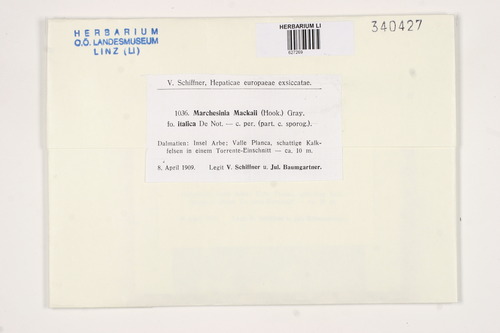 HERBARIUM
O.Ö. LANDESMUSEUM
LINZ (LI)
HERBARIUM LI
627269
340427
V. Schiffner, Hepaticae europaeae exsiccatae.
1036. Marchesinia Mackaii (Hook.) Gray.
fo. italica De Not. — c. per. (part. c. sporog.).
Dalmatien: Insel Arbe; Valle Planca, schattige Kalk-
felsen in einem Torrente-Einschnitt — ca. 10 m.
8. April 1909. Legit V. Schiffner u. Jul. Baumgartner.